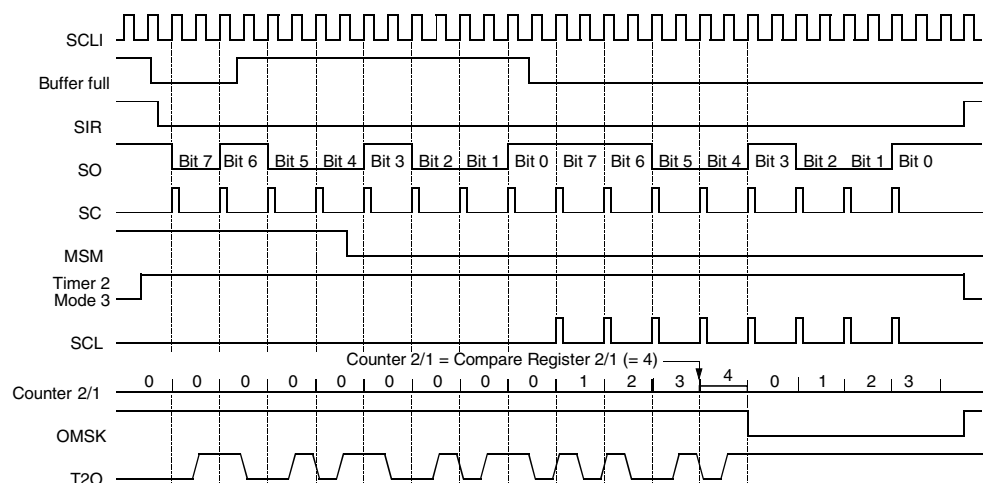 SCLI
Buffer full
SIR
SO
Bit 7 Bit 6 Bit 5 Bit 4 Bit 3 Bit 2 Bit 1 Bit 0 Bit 7 Bit 6 Bit 5 Bit 4 Bit 3 Bit 2 Bit 1 Bit 0
SC
MSM
Timer 2
Mode 3
SCL
Counter 2/1 = Compare Register 2/1 (= 4)
Counter 2/1
0 0 0 0 0 0 0 0 0 1 2 3 4 0 1 2 3
OMSK
T2O